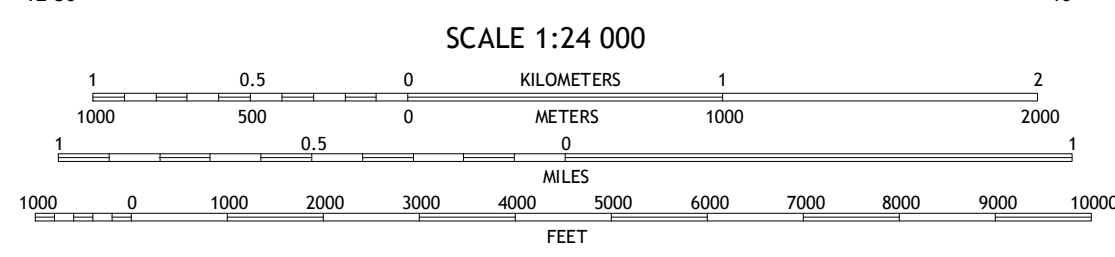 SCALE 1:24 000
1 0.5 0 KILOMETERS 1 2
1000 500 0 METERS 1000 2000
1 0.5 0 1
MILES
1000 0 1000 2000 3000 4000 5000 6000 7000 8000 9000 10000
FEET